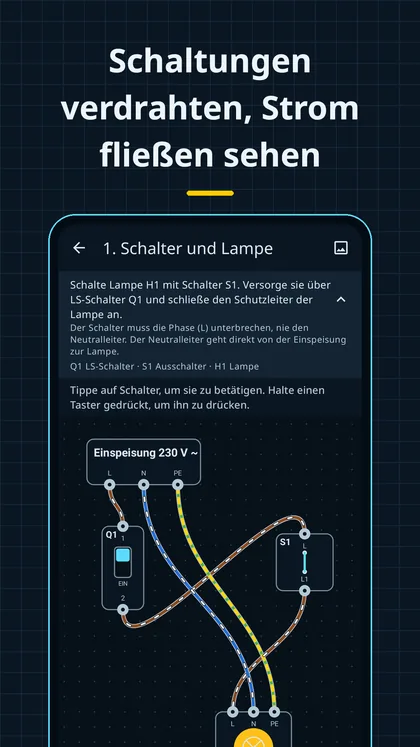 Schaltungen
verdrahten, Strom
fließen sehen
1. Schalter und Lampe
Schalte Lampe H1 mit Schalter S1. Versorge sie über
LS-Schalter Q1 und schließe den Schutzleiter der
Lampe an.
Der Schalter muss die Phase (L) unterbrechen, nie den
Neutralleiter. Der Neutralleiter geht direkt von der Einspeisung
zur Lampe.
Q1 LS-Schalter · S1 Ausschalter · H1 Lampe
Tippe auf Schalter, um sie zu betätigen. Halte einen
Taster gedrückt, um ihn zu drücken.
Einspeisung 230 V ~
L N PE
Q1 1
EIN
2
S1 L
L1
L N PE